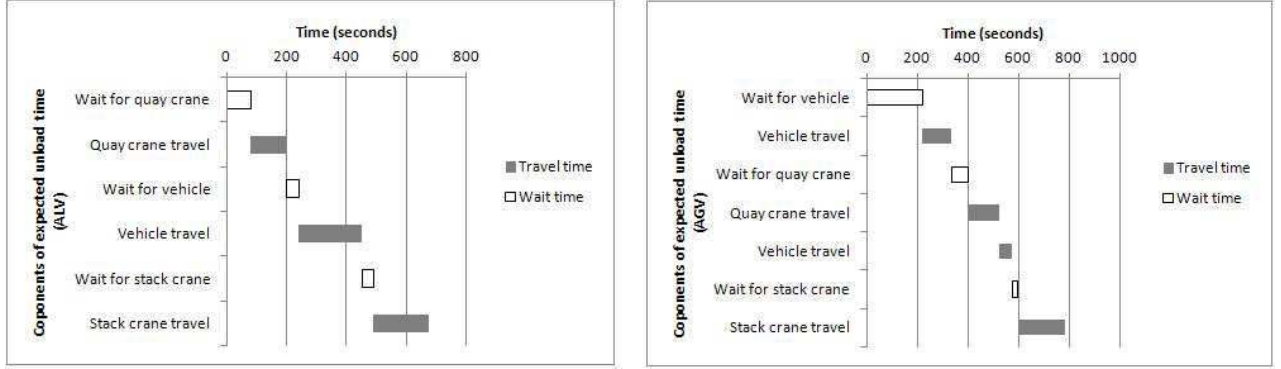 Time (seconds)
0 200 400 600 800
Coponents of expected unload time
(ALV)
Wait for quay crane
Quay crane travel
Wait for vehicle
Vehicle travel
Wait for stack crane
Stack crane travel
Travel time
Wait time
Time (seconds)
0 200 400 600 800 1000
Coponents of expected unload time
(AGV)
Wait for vehicle
Vehicle travel
Wait for quay crane
Quay crane travel
Vehicle travel
Wait for stack crane
Stack crane travel
Travel time
Wait time